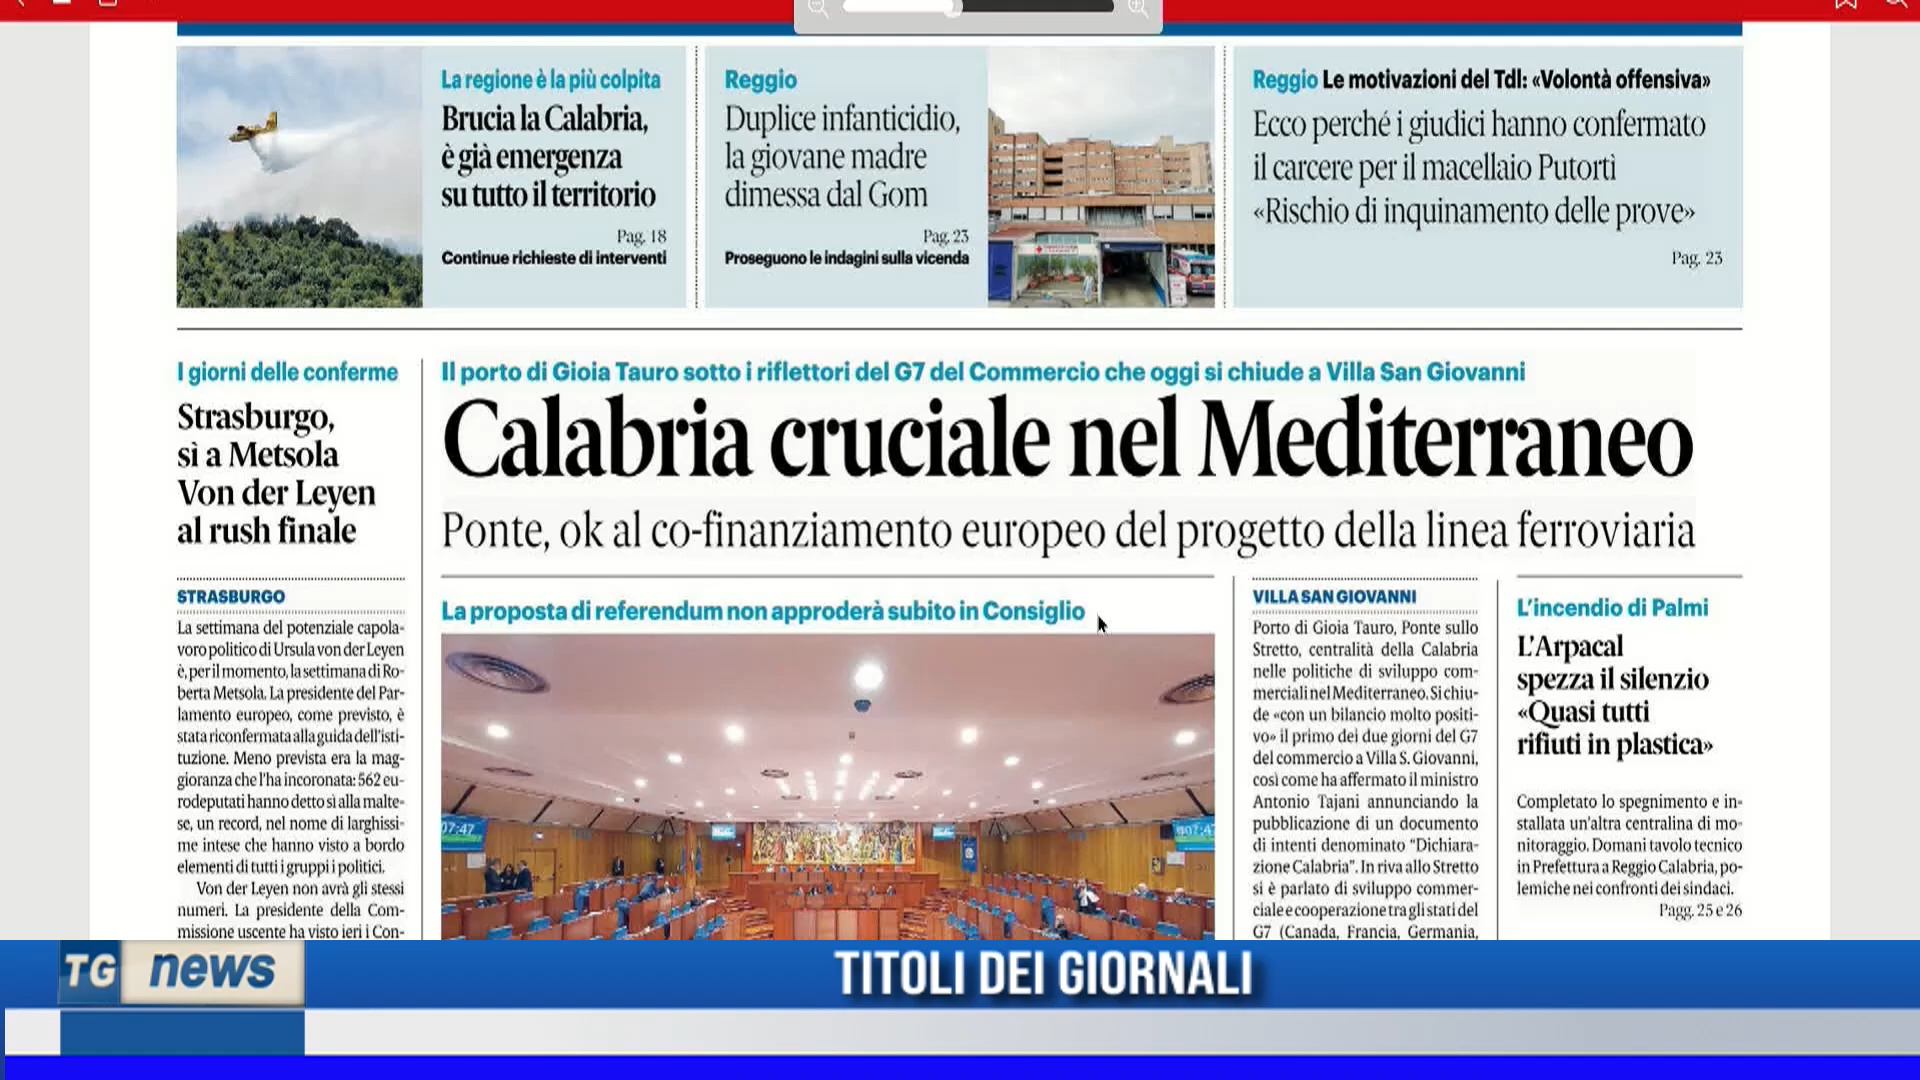 La regione è la più colpita
Brucia la Calabria,
è già emergenza
su tutto il territorio
Pag. 18
Continue richieste di interventi
Reggio
Duplice infanticidio,
la giovane madre
dimessa dal Gom
Pag. 23
Proseguono le indagini sulla vicenda
Reggio Le motivazioni del Tdl: «Volontà offensiva»
Ecco perché i giudici hanno confermato
il carcere per il macellaio Putortì
«Rischio di inquinamento delle prove»
Pag. 23
I giorni delle conferme
Strasburgo,
sì a Metsola
Von der Leyen
al rush finale
STRASBURGO
La settimana del potenziale capola-
voro politico di Ursula von der Leyen
è, per il momento, la settimana di Ro-
berta Metsola. La presidente del Par-
lamento europeo, come previsto, è
stata riconfermata alla guida dell'isti-
tuzione. Meno prevista era la mag-
gioranza che l'ha incoronata: 562 eu-
rodeputati hanno detto sì alla malte-
se, un record, nel nome di larghissi-
me intese che hanno visto a bordo
elementi di tutti i gruppi politici.
Von der Leyen non avrà gli stessi
numeri. La presidente della Com-
missione uscente ha visto ieri i Con-
Il porto di Gioia Tauro sotto i riflettori del G7 del Commercio che oggi si chiude a Villa San Giovanni
Calabria cruciale nel Mediterraneo
Ponte, ok al co-finanziamento europeo del progetto della linea ferroviaria
La proposta di referendum non approderà subito in Consiglio
07:47
07:47
VILLA SAN GIOVANNI
Porto di Gioia Tauro, Ponte sullo
Stretto, centralità della Calabria
nelle politiche di sviluppo com-
merciali nel Mediterraneo. Si chiu-
de «con un bilancio molto positi-
vo» il primo dei due giorni del G7
del commercio a Villa S. Giovanni,
così come ha affermato il ministro
Antonio Tajani annunciando la
pubblicazione di un documento
di intenti denominato "Dichiara-
zione Calabria". In riva allo Stretto
si è parlato di sviluppo commer-
ciale e cooperazione tra gli stati del
G7 (Canada, Francia, Germania,
L'incendio di Palmi
L'Arpacal
spezza il silenzio
«Quasi tutti
rifiuti in plastica»
Completato lo spegnimento e in-
stallata un'altra centralina di mo-
nitoraggio. Domani tavolo tecnico
in Prefettura a Reggio Calabria, po-
lemiche nei confronti dei sindaci.
Pagg. 25 e 26
TG news
TITOLI DEI GIORNALI